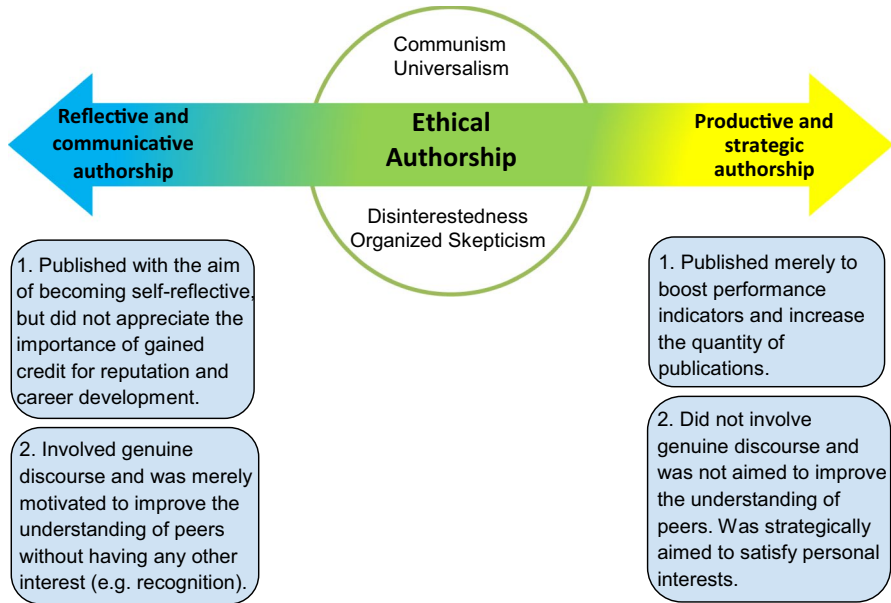 Communism
Universalism
Reflective and
communicative
authorship
Ethical
Authorship
Productive and
strategic
authorship
Disinterestedness
Organized Skepticism
1. Published with the aim
of becoming self-reflective,
but did not appreciate the
importance of gained
credit for reputation and
career development.
2. Involved genuine
discourse and was merely
motivated to improve the
understanding of peers
without having any other
interest (e.g. recognition).
1. Published merely to
boost performance
indicators and increase
the quantity of
publications.
2. Did not involve
genuine discourse and
was not aimed to improve
the understanding of
peers. Was strategically
aimed to satisfy personal
interests.